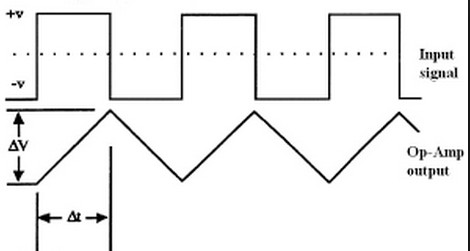 +v
Input
signal
-v
ΔV
Op-Amp
output
Δt